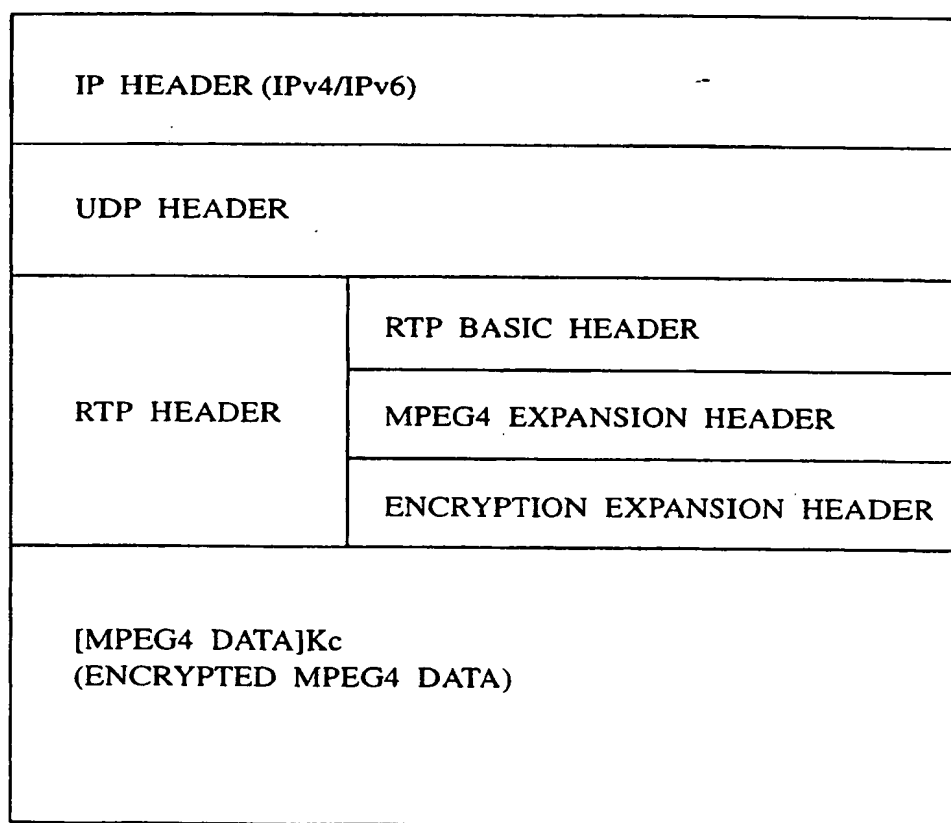 IP HEADER (IPv4/IPv6)
UDP HEADER
RTP HEADER
RTP BASIC HEADER
MPEG4 EXPANSION HEADER
ENCRYPTION EXPANSION HEADER
[MPEG4 DATA]Kc
(ENCRYPTED MPEG4 DATA)